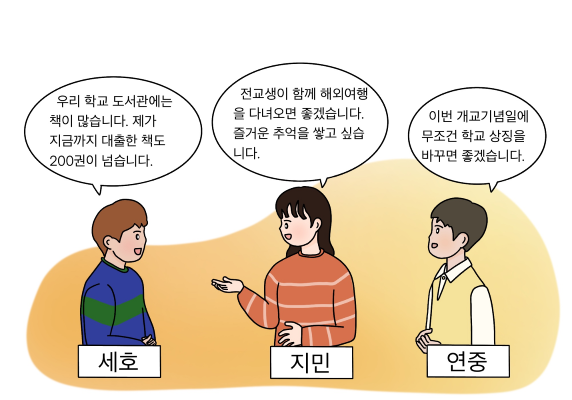 우리 학교 도서관에는
책이 많습니다. 제가
지금까지 대출한 책도
200권이 넘습니다.
전교생이 함께 해외여행
을 다녀오면 좋겠습니다.
즐거운 추억을 쌓고 싶습
니다.
이번 개교기념일에
무조건 학교 상징을
바꾸면 좋겠습니다.
세호
지민
연중